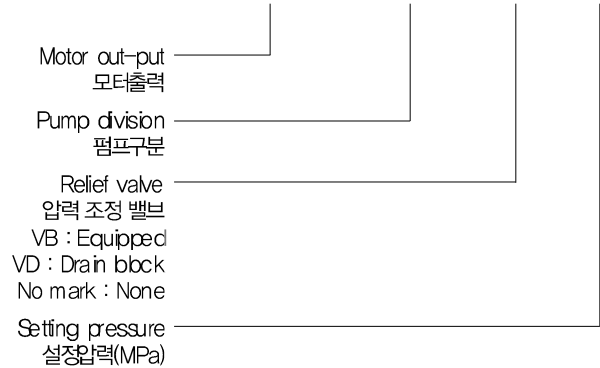 Motor out-put
모터출력
Pump division
펌프구분
Relief valve
압력 조정 밸브
VB : Equipped
VD : Drain block
No mark : None
Setting pressure
설정압력(MPa)